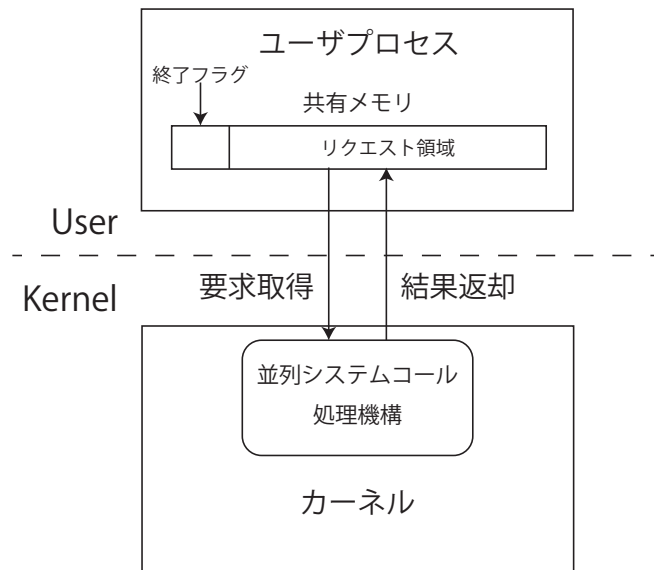 ユーザプロセス
終了フラグ
共有メモリ
リクエスト領域
User
Kernel
要求取得
結果返却
並列システムコール
処理機構
カーネル